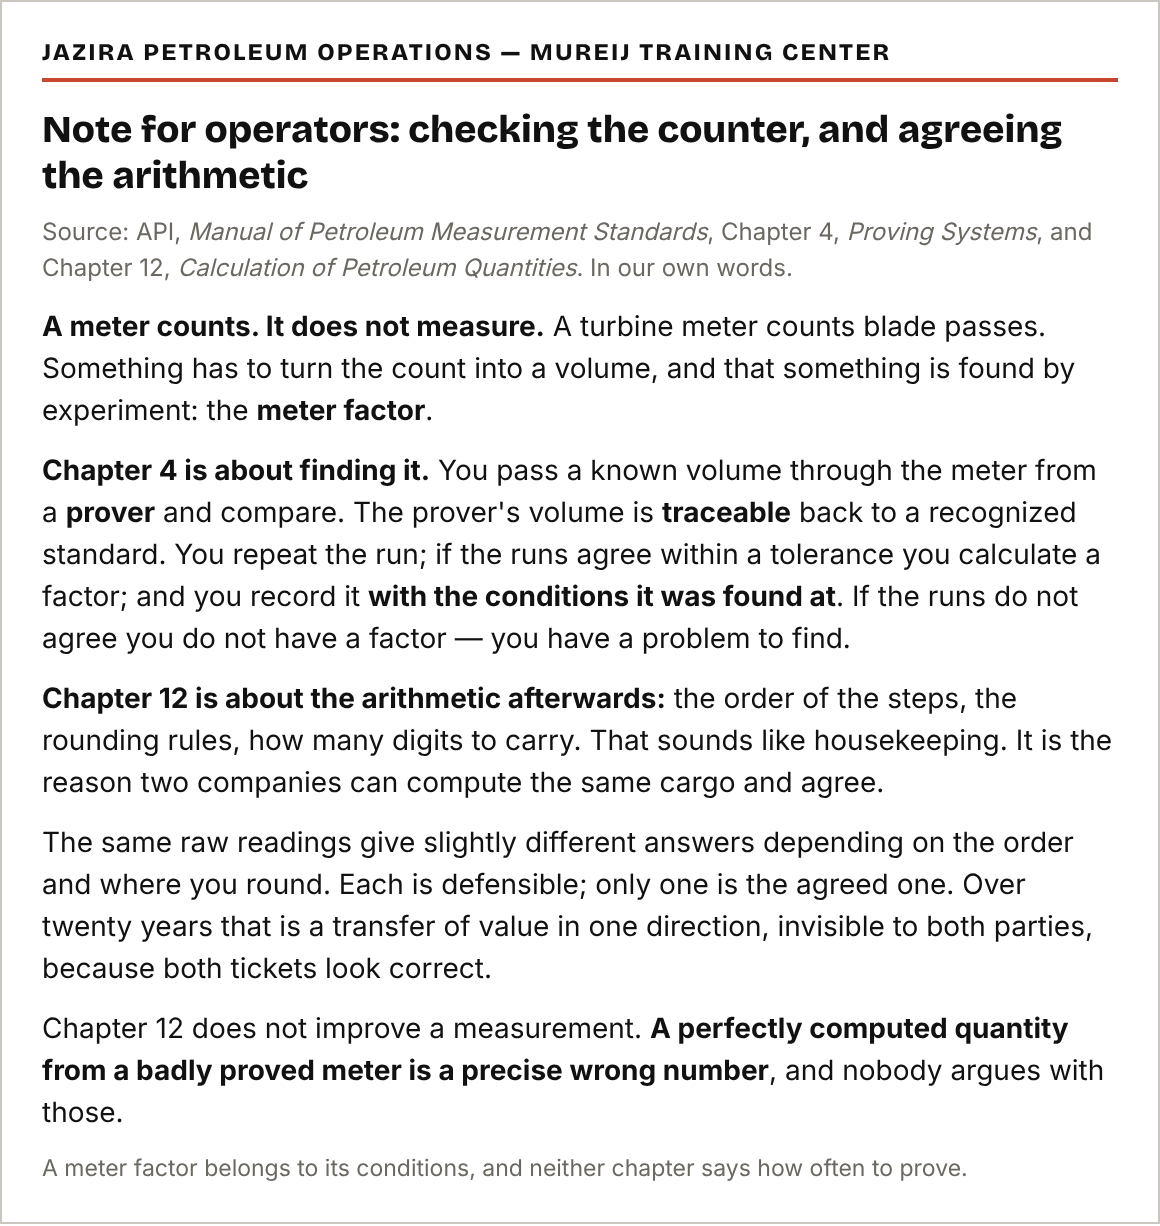 JAZIRA PETROLEUM OPERATIONS — MUREIJ TRAINING CENTER
Note for operators: checking the counter, and agreeing
the arithmetic
Source: API, Manual of Petroleum Measurement Standards, Chapter 4, Proving Systems, and
Chapter 12, Calculation of Petroleum Quantities. In our own words.
A meter counts. It does not measure. A turbine meter counts blade passes.
Something has to turn the count into a volume, and that something is found by
experiment: the meter factor.
Chapter 4 is about finding it. You pass a known volume through the meter from
a prover and compare. The prover's volume is traceable back to a recognized
standard. You repeat the run; if the runs agree within a tolerance you calculate a
factor; and you record it with the conditions it was found at. If the runs do not
agree you do not have a factor — you have a problem to find.
Chapter 12 is about the arithmetic afterwards: the order of the steps, the
rounding rules, how many digits to carry. That sounds like housekeeping. It is the
reason two companies can compute the same cargo and agree.
The same raw readings give slightly different answers depending on the order
and where you round. Each is defensible; only one is the agreed one. Over
twenty years that is a transfer of value in one direction, invisible to both parties,
because both tickets look correct.
Chapter 12 does not improve a measurement. A perfectly computed quantity
from a badly proved meter is a precise wrong number, and nobody argues with
those.
A meter factor belongs to its conditions, and neither chapter says how often to prove.